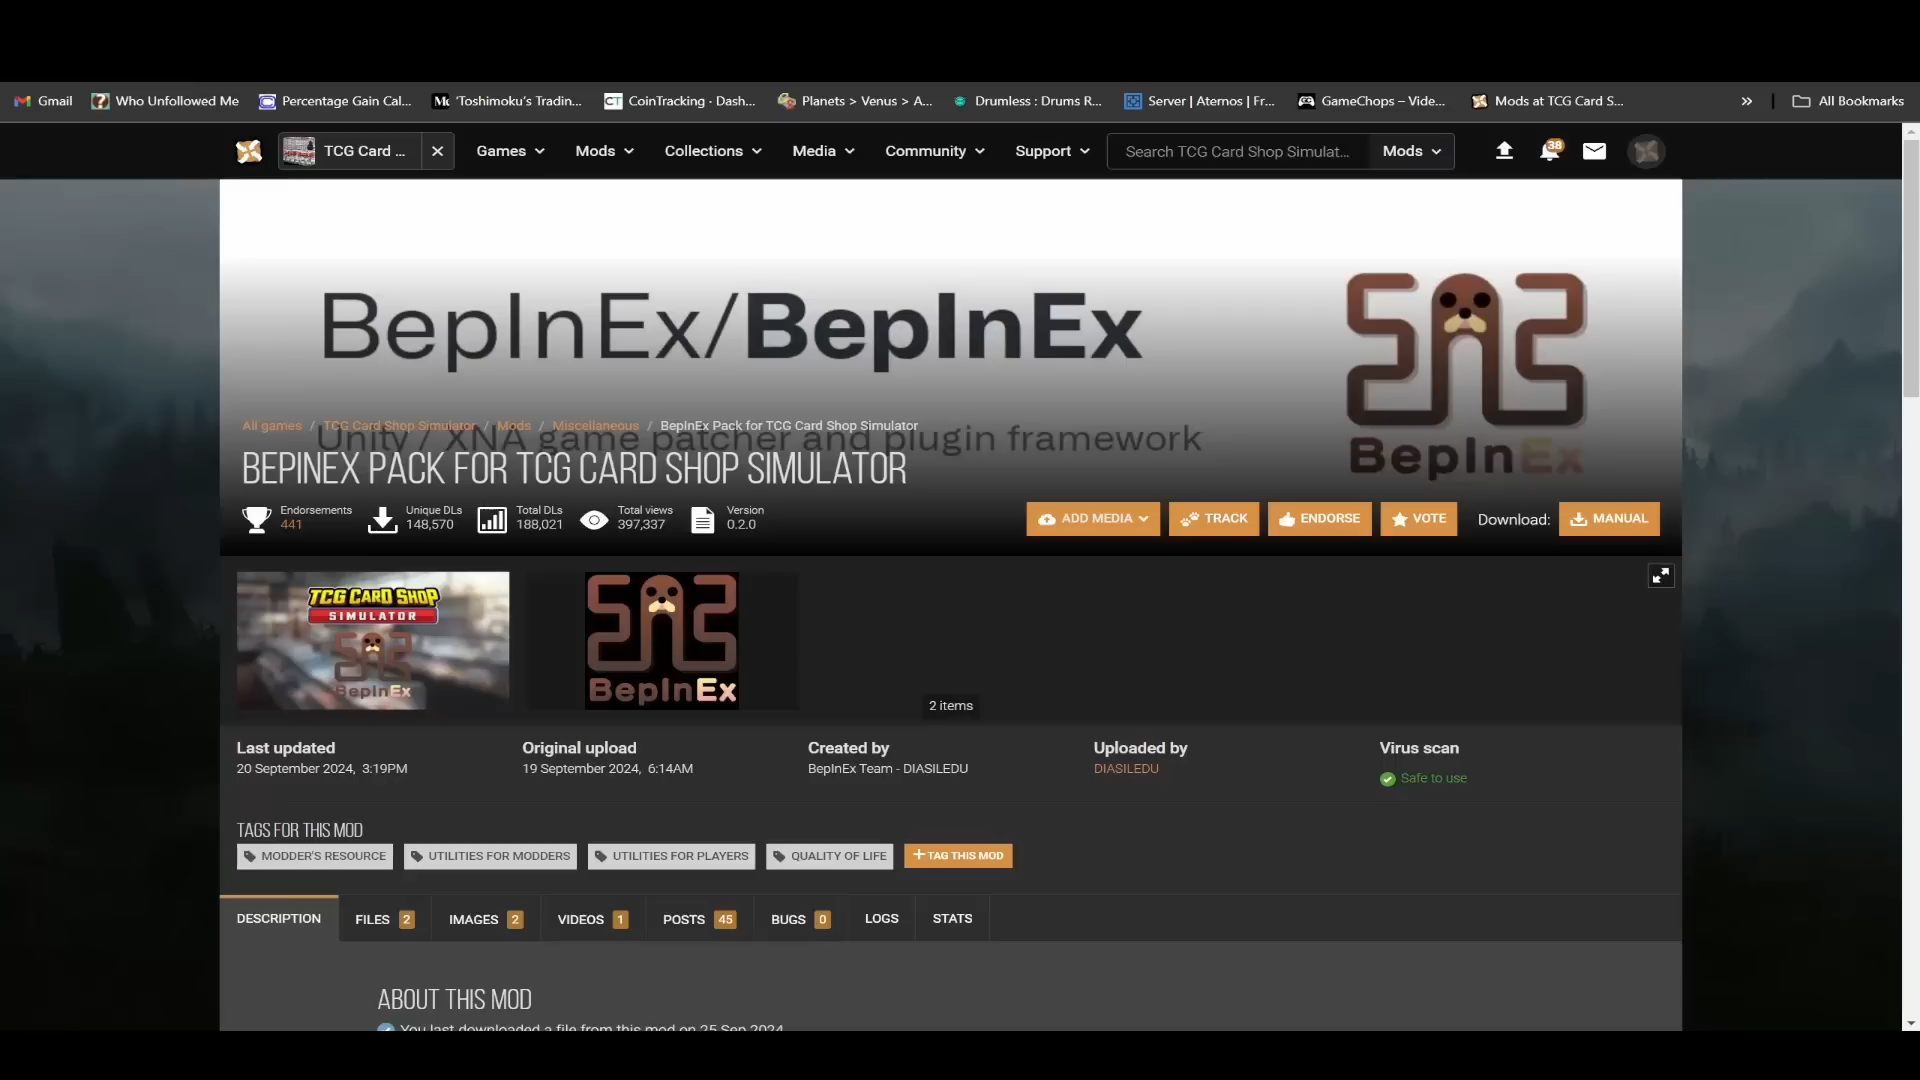 Gmail Who Unfollowed Me Percentage Gain Cal... 'Toshimoku's Tradin... CT CoinTracking · Dash... Planets > Venus > A... Drumless : Drums R... Server | Aternos | Fr... GameChops – Vide... Mods at TCG Card S... » All Bookmarks
TCG Card ... Games Mods Collections Media Community Support Search TCG Card Shop Simulat... Mods 38
BepInEx/BepInEx
All games / TCG Card Shop Simulator / Mods / Miscellaneous / BepInEx Pack for TCG Card Shop Simulator
Unity / XNA game patcher and plugin framework
BepInEx
BEPINEX PACK FOR TCG CARD SHOP SIMULATOR
Endorsements Unique DLs Total DLs Total views Version
441 148,570 188,021 397,337 0.2.0
ADD MEDIA TRACK ENDORSE VOTE Download: MANUAL
TCG CARD SHOP
SIMULATOR
BepInEx
BepInEx
2 items
Last updated Original upload Created by Uploaded by Virus scan
20 September 2024, 3:19PM 19 September 2024, 6:14AM BepInEx Team - DIASILEDU DIASILEDU Safe to use
TAGS FOR THIS MOD
MODDER'S RESOURCE UTILITIES FOR MODDERS UTILITIES FOR PLAYERS QUALITY OF LIFE + TAG THIS MOD
DESCRIPTION FILES 2 IMAGES 2 VIDEOS 1 POSTS 45 BUGS 0 LOGS STATS
ABOUT THIS MOD
You last downloaded a file from this mod on 25 Sep 2024